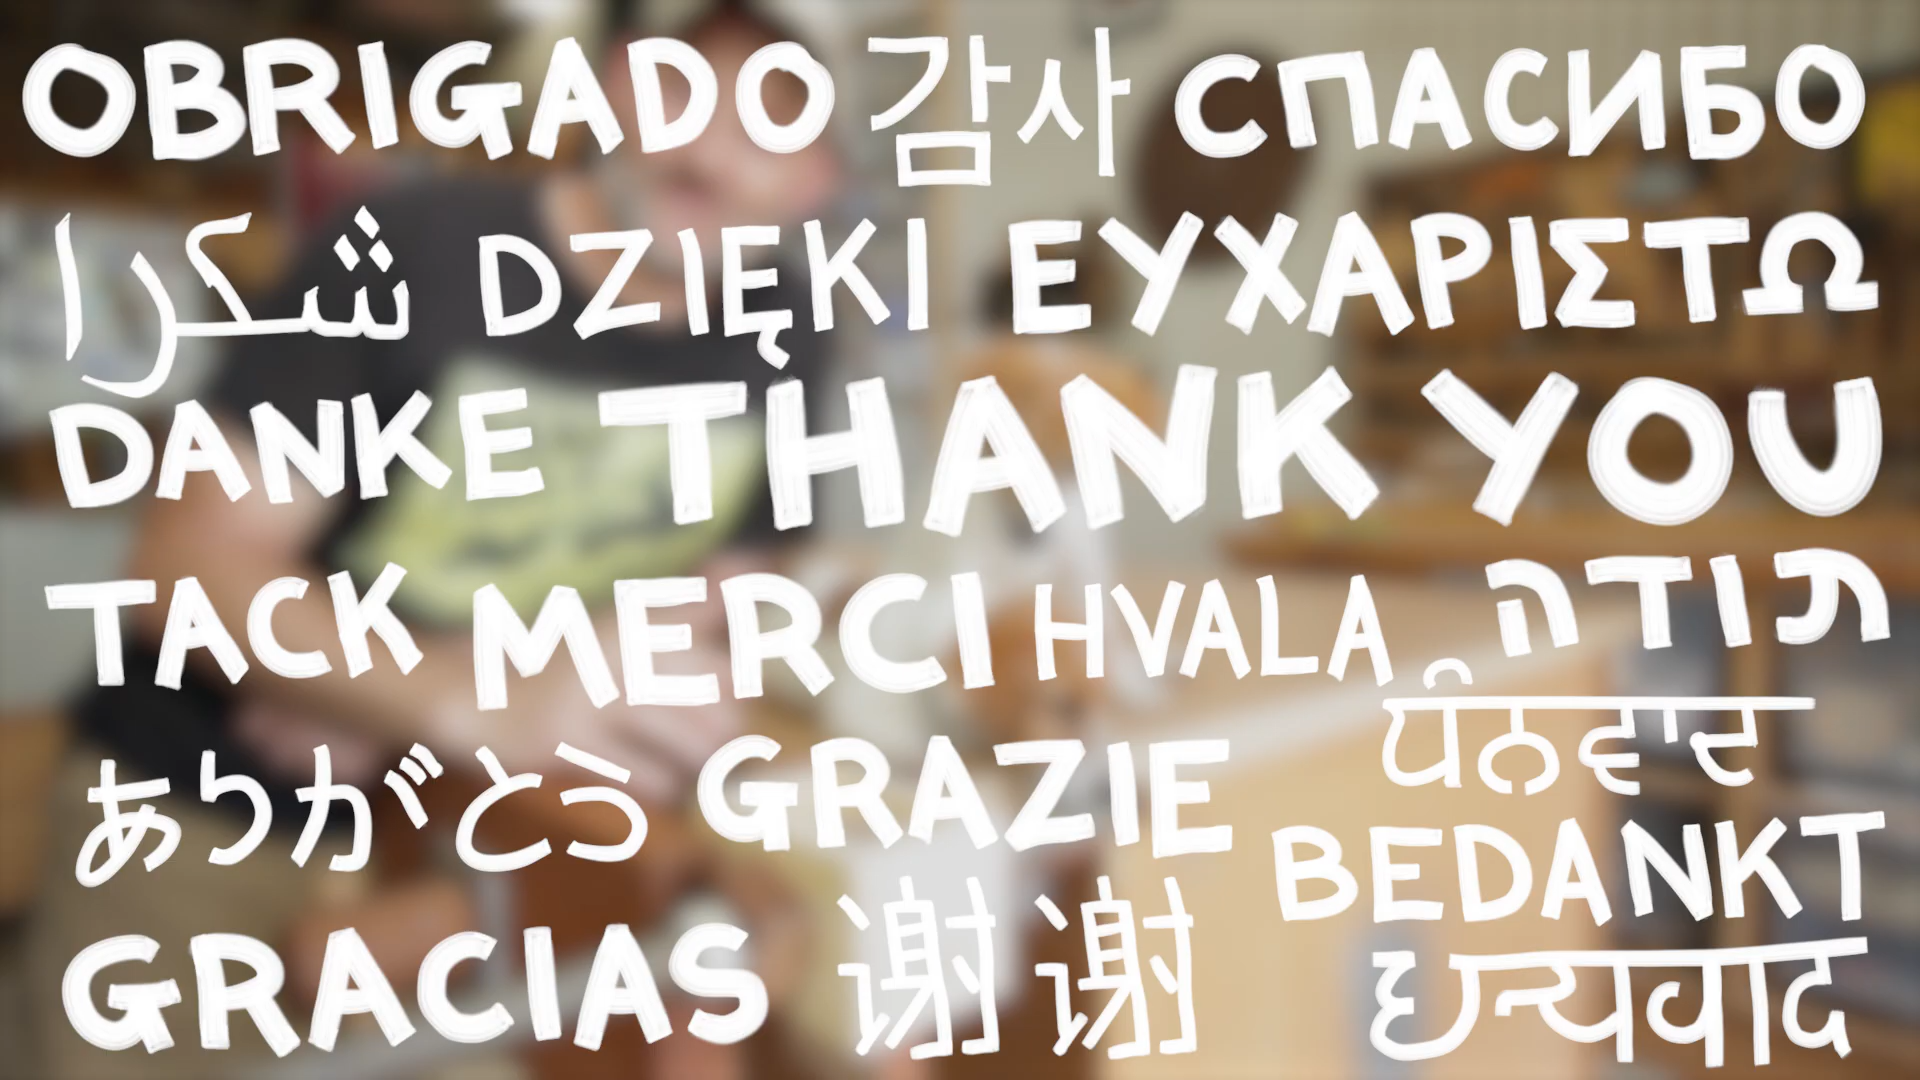 OBRIGADO 감사 СПАСИБО
شكرا DZIĘKI ΕΥΧΑΡΙΣΤΩ
DANKE THANK YOU
TACK MERCI HVALA תודה
ਧੰਨਵਾਦ
ありがとう GRAZIE
BEDANKT
GRACIAS 谢谢 धन्यवाद